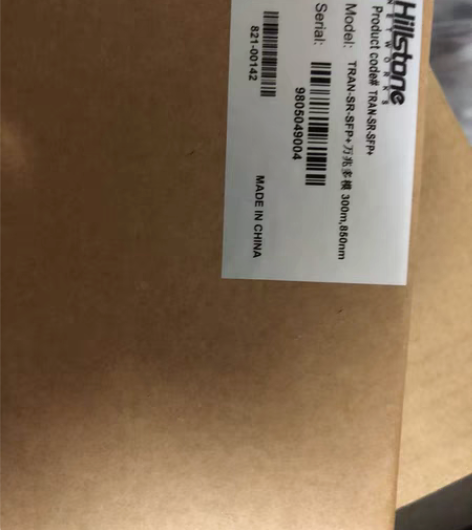 Hillstone
NETWORKS
Product code# TRAN-SR-SFP+
Model: TRAN-SR-SFP+万兆多模 300m,850nm
Serial:
9805049004
821-00142
MADE IN CHINA